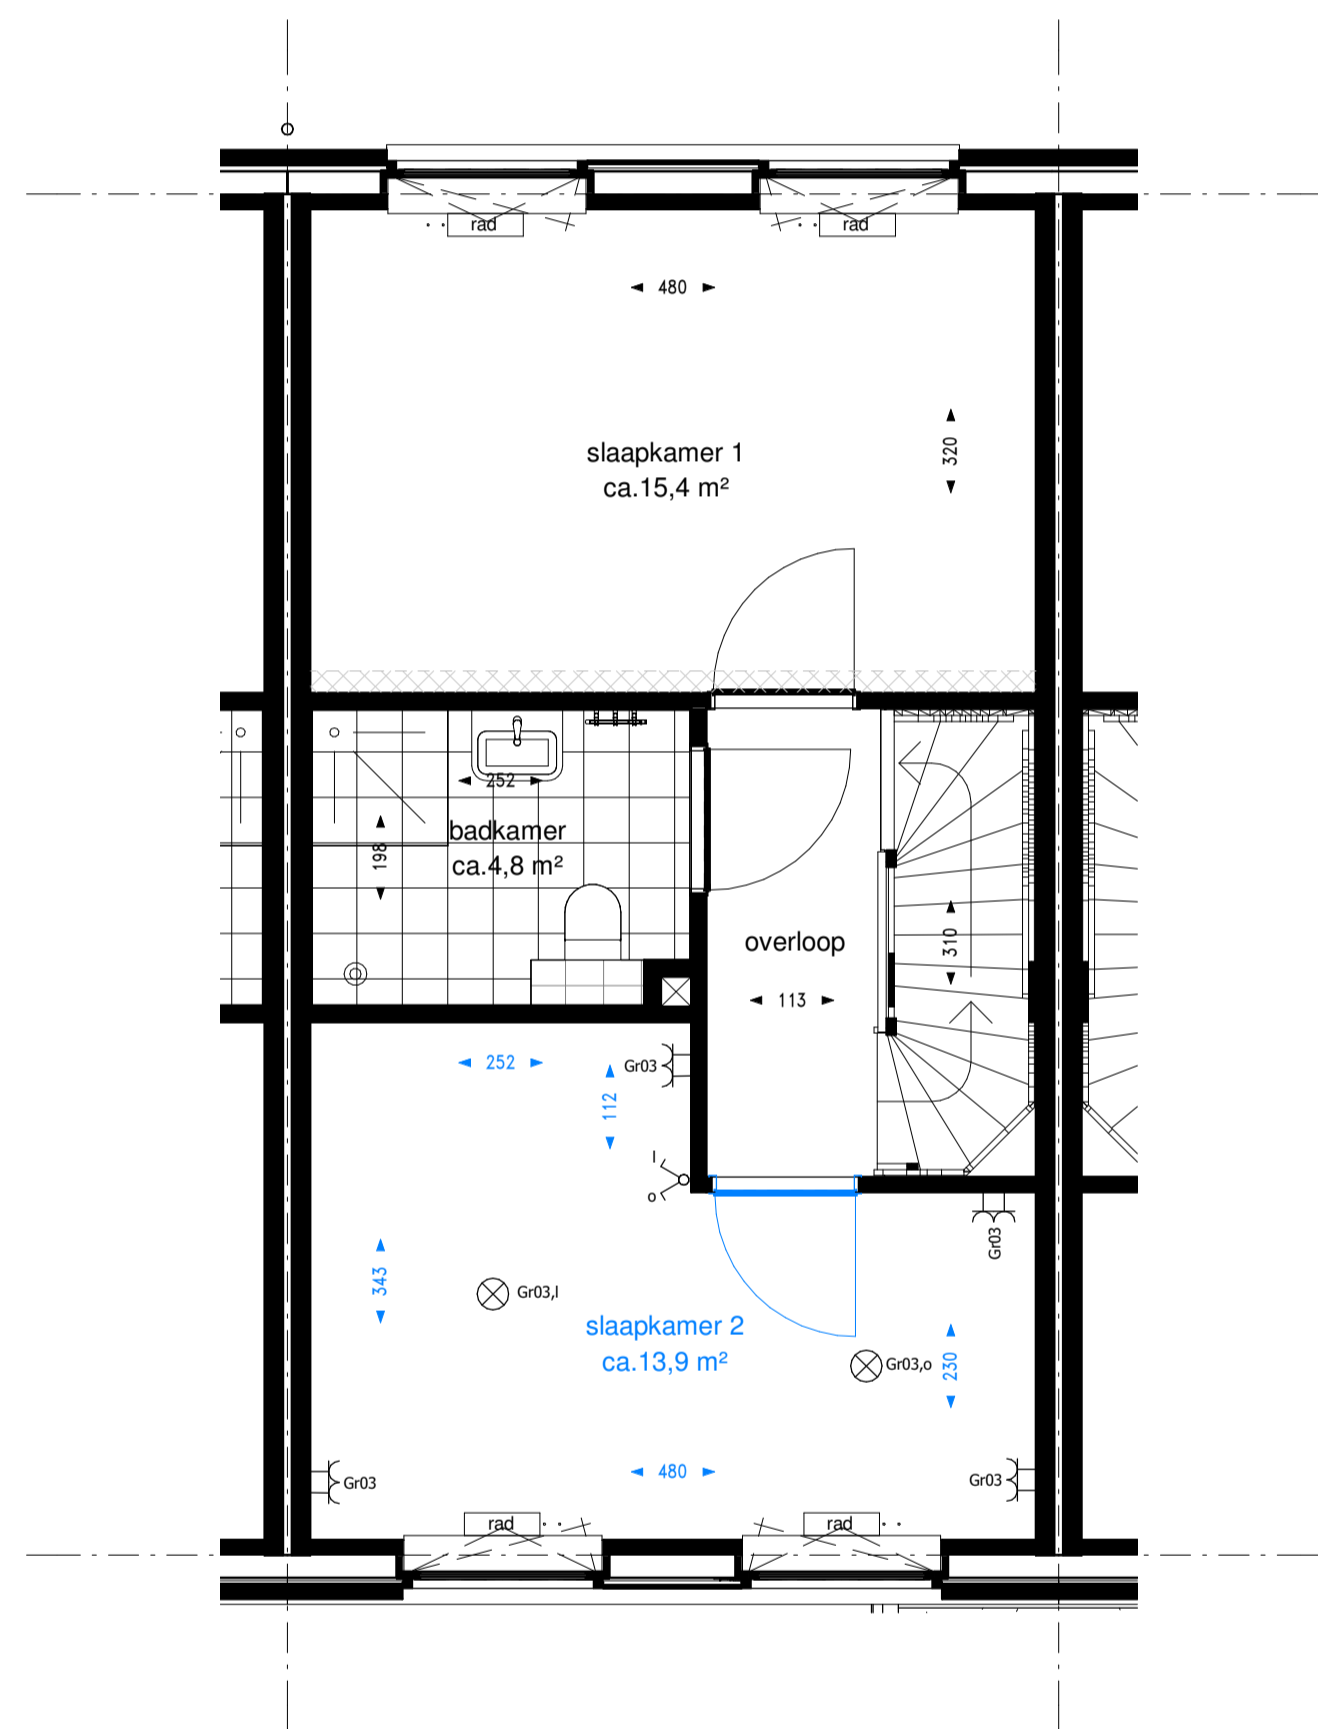 rad
rad
480
320
slaapkamer 1
ca.15,4 m²
252
198
badkamer
ca.4,8 m²
overloop
310
113
252
Gr03
112
l
o
Gr03
343
Gr03,l
slaapkamer 2
ca.13,9 m²
Gr03,o
230
480
Gr03
Gr03
rad
rad